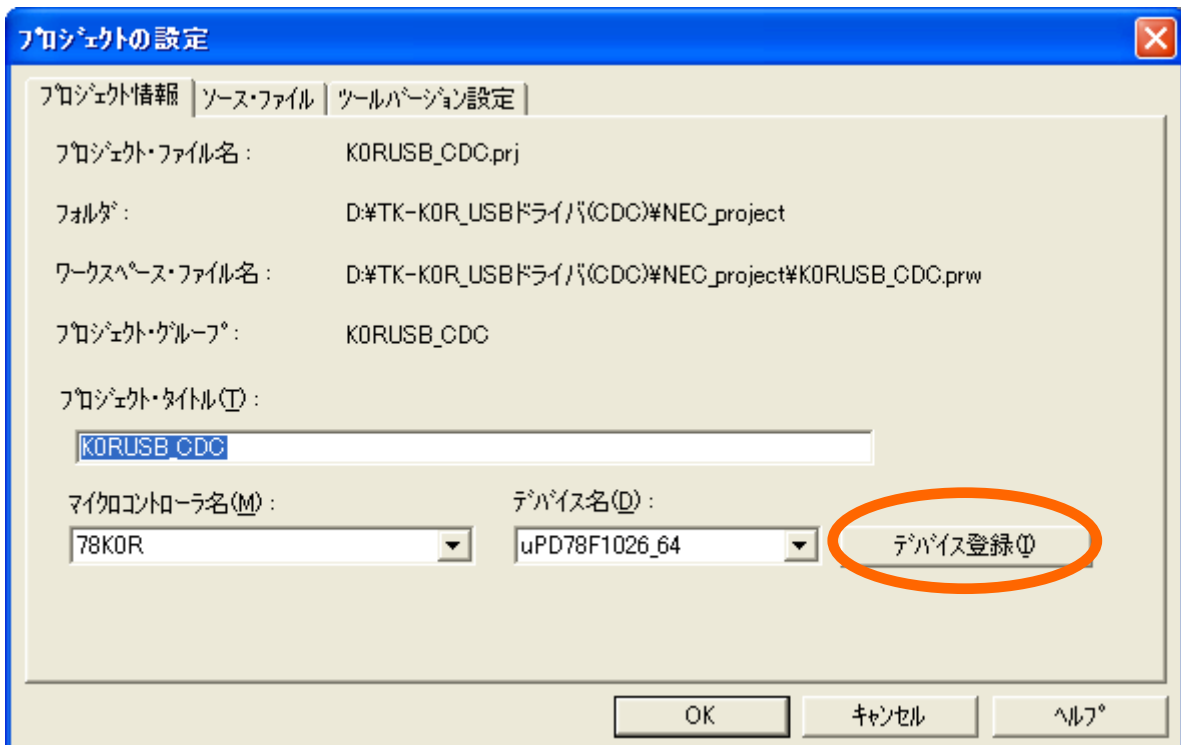 プロジェクトの設定
プロジェクト情報 ソース・ファイル ツールバージョン設定
プロジェクト・ファイル名 : K0RUSB_CDC.prj
フォルダ : D:¥TK-K0R_USBドライバ(CDC)¥NEC_project
ワークスペース・ファイル名 : D:¥TK-K0R_USBドライバ(CDC)¥NEC_project¥K0RUSB_CDC.prw
プロジェクト・グループ : K0RUSB_CDC
プロジェクト・タイトル(T) :
K0RUSB_CDC
マイクロコントローラ名(M) : デバイス名(D) :
78K0R uPD78F1026_64 デバイス登録(I)
OK キャンセル ヘルプ